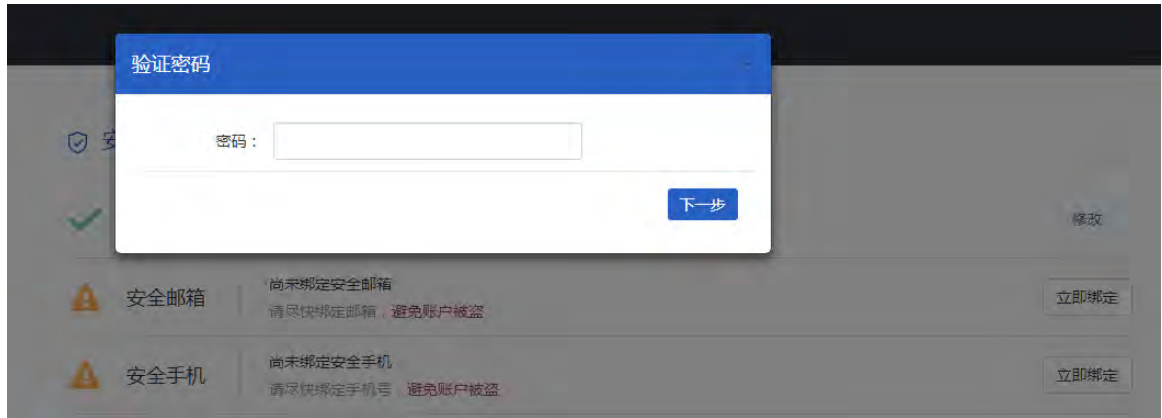 验证密码
密码：
下一步
修改
安全邮箱
尚未绑定安全邮箱
请尽快绑定邮箱，避免账户被盗
立即绑定
安全手机
尚未绑定安全手机
请尽快绑定手机号，避免账户被盗
立即绑定